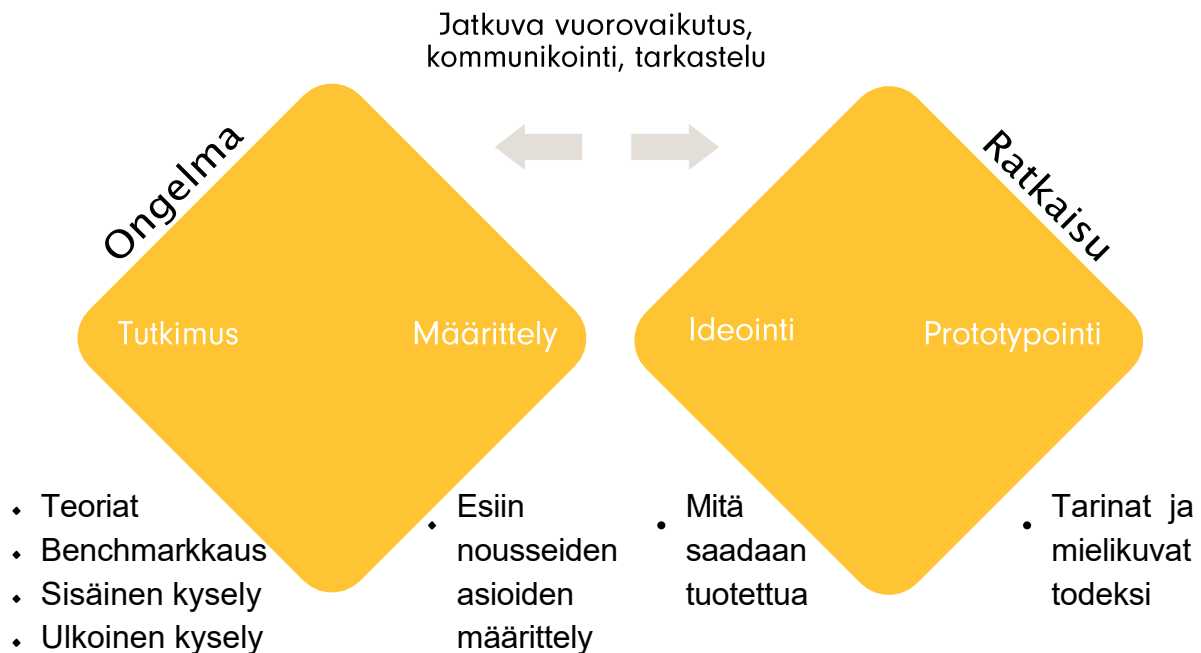 Jatkuva vuorovaikutus,
kommunikointi, tarkastelu
Ongelma
Ratkaisu
Tutkimus
Määrittely
Ideointi
Prototypointi
• Teoriat
• Benchmarkkaus
• Sisäinen kysely
• Ulkoinen kysely
• Esiin
nousseiden
asioiden
määrittely
• Mitä
saadaan
tuotettua
• Tarinat ja
mielikuvat
todeksi